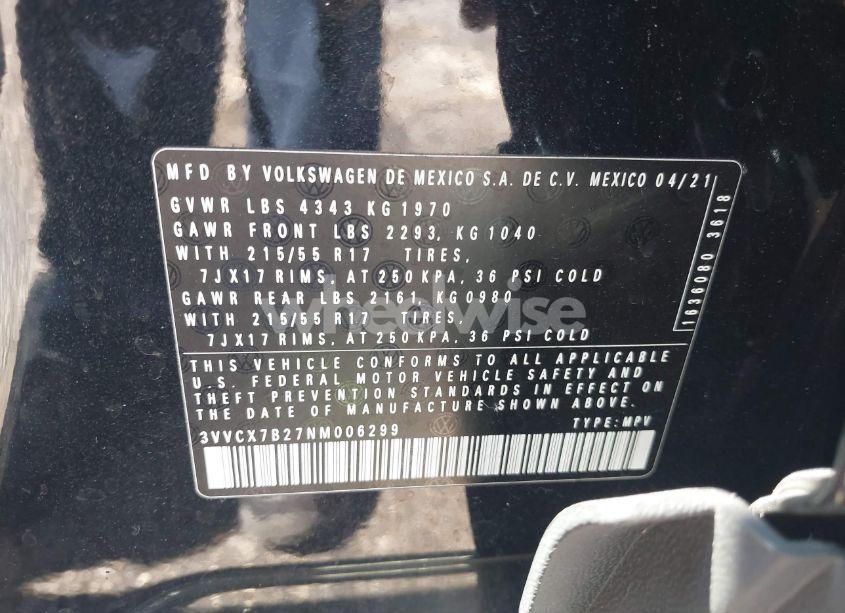 MFD BY VOLKSWAGEN DE MEXICO S.A. DE C.V. MEXICO 04/21
GVWR LBS 4343 KG 1970
GAWR FRONT LBS 2293, KG 1040
WITH 215/55 R17 TIRES,
7JX17 RIMS, AT 250 KPA, 36 PSI COLD
GAWR REAR LBS 2161, KG 0980
WITH 215/55 R17 TIRES,
7JX17 RIMS, AT 250 KPA, 36 PSI COLD
THIS VEHICLE CONFORMS TO ALL APPLICABLE
U.S. FEDERAL MOTOR VEHICLE SAFETY AND
THEFT PREVENTION STANDARDS IN EFFECT ON
THE DATE OF MANUFACTURE SHOWN ABOVE.
3VVCX7B27NM006299 TYPE: MPV
1636080 3618
wheelwise